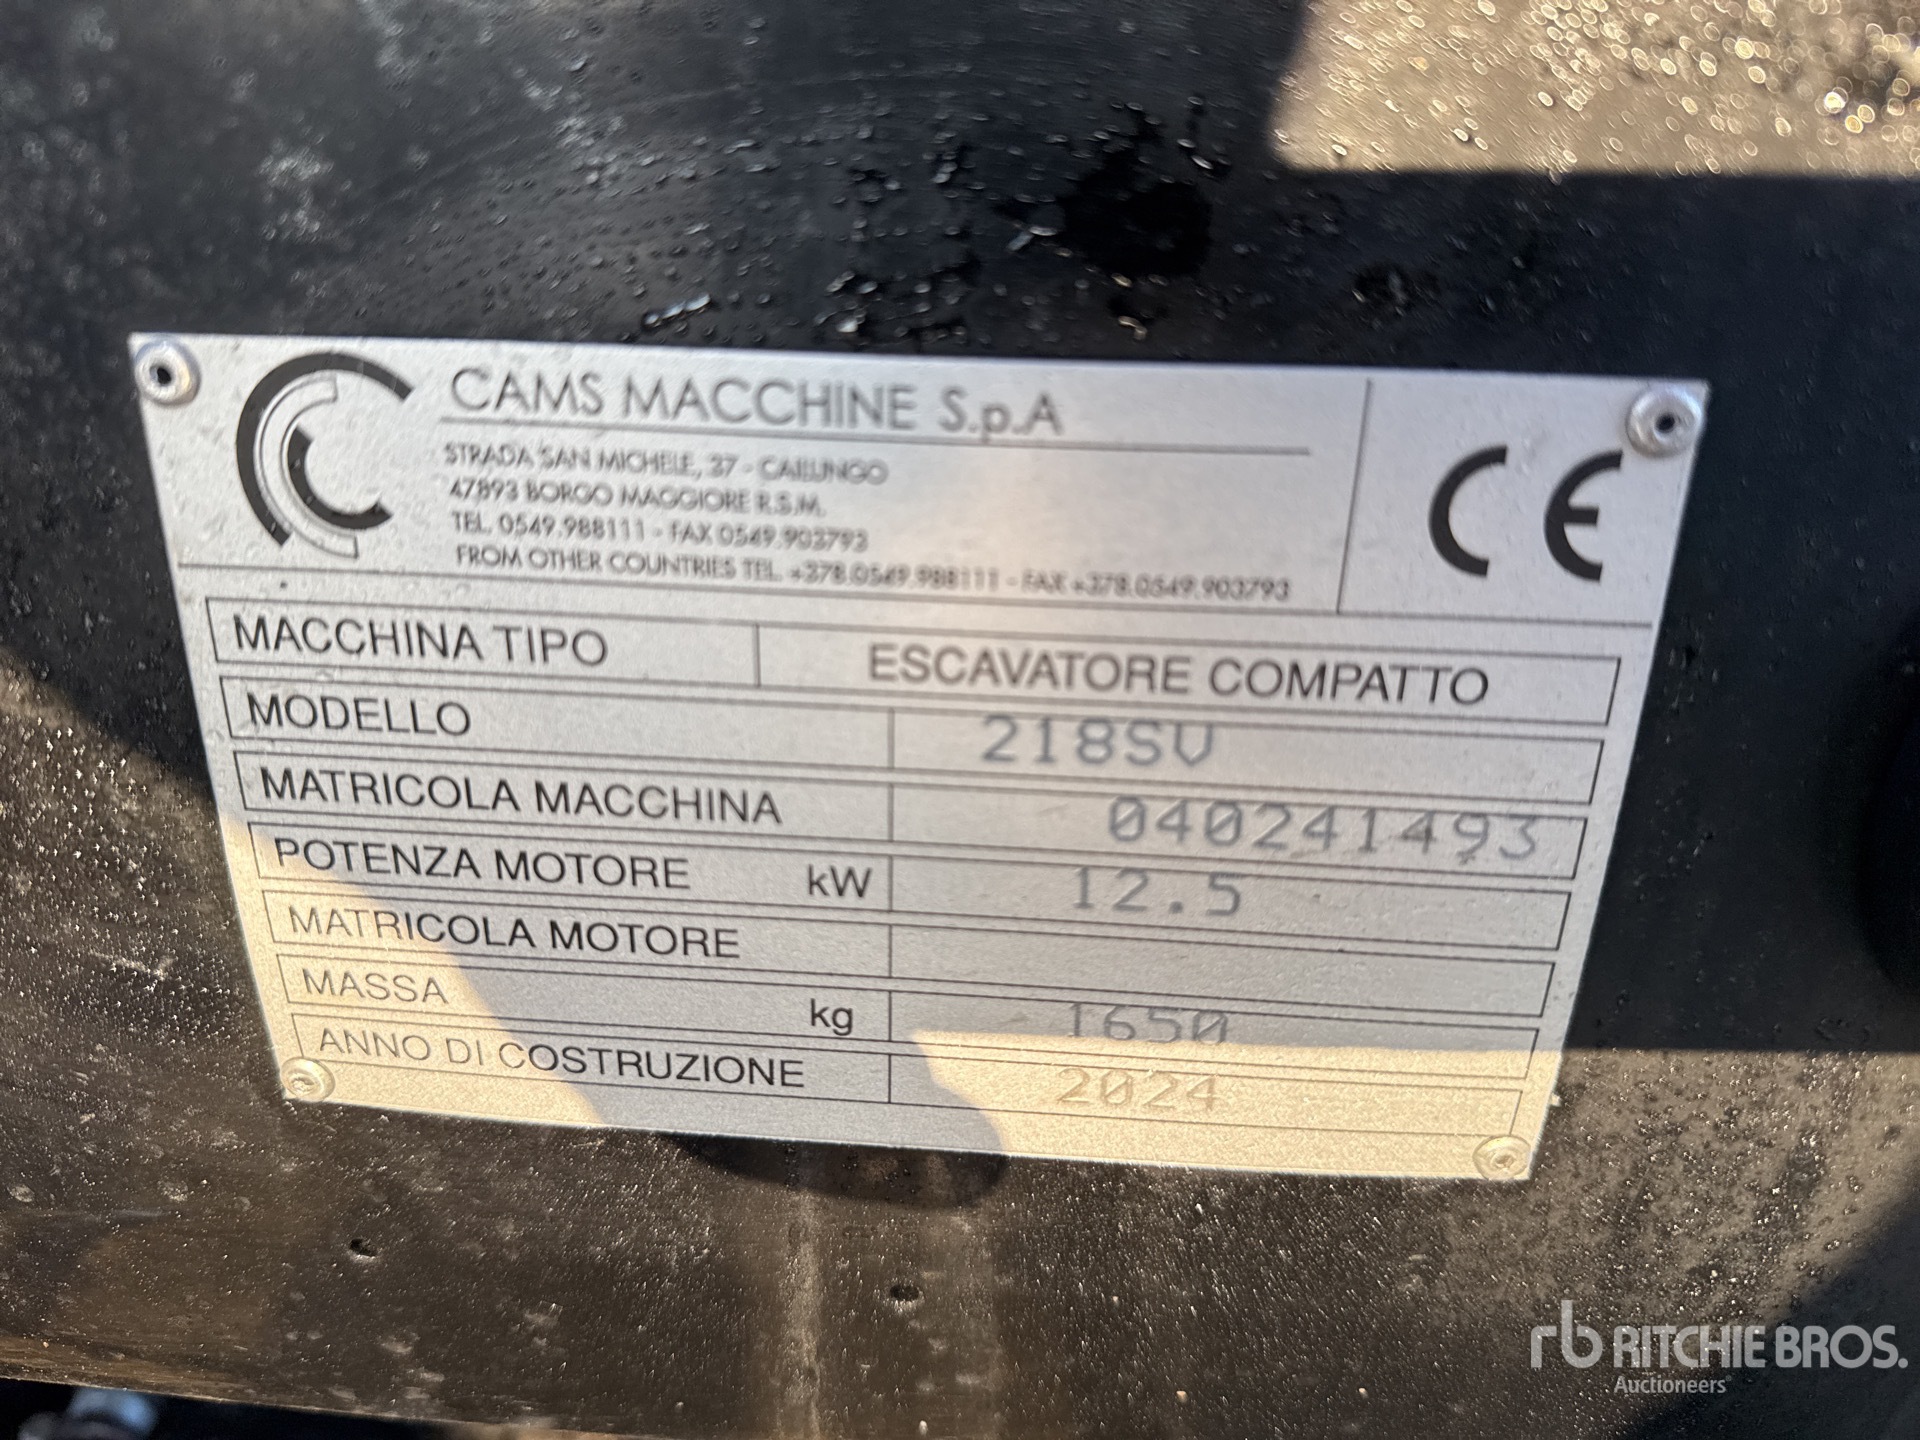 CAMS MACCHINE S.p.A
STRADA SAN MICHELE, 27 - CAILUNGO
47893 BORGO MAGGIORE R.S.M.
TEL. 0549.988111 - FAX 0549.903793
FROM OTHER COUNTRIES TEL. +378.0549.988111 - FAX +378.0549.903793
CE
MACCHINA TIPO ESCAVATORE COMPATTO
MODELLO 218SV
MATRICOLA MACCHINA 040241493
POTENZA MOTORE kW 12.5
MATRICOLA MOTORE
MASSA kg 1650
ANNO DI COSTRUZIONE 2024
rb RITCHIE BROS.
Auctioneers